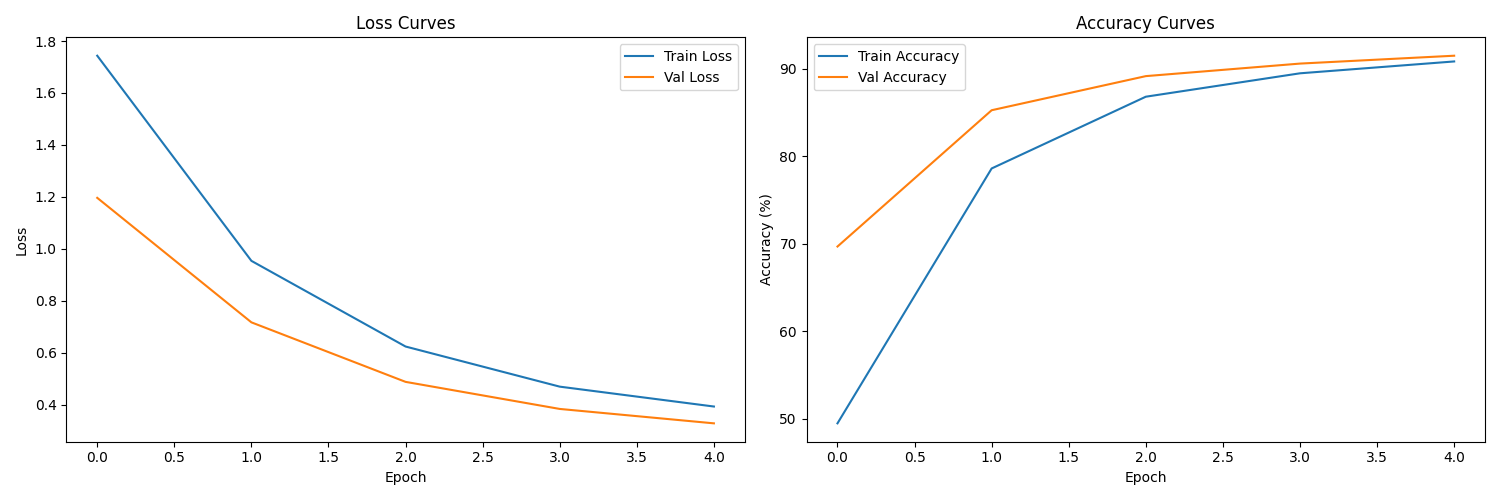 Loss Curves
1.8
1.6
1.4
1.2
1.0
0.8
0.6
0.4
Loss
Train Loss
Val Loss
0.0 0.5 1.0 1.5 2.0 2.5 3.0 3.5 4.0
Epoch
Accuracy Curves
90
80
70
60
50
Accuracy (%)
Train Accuracy
Val Accuracy
0.0 0.5 1.0 1.5 2.0 2.5 3.0 3.5 4.0
Epoch